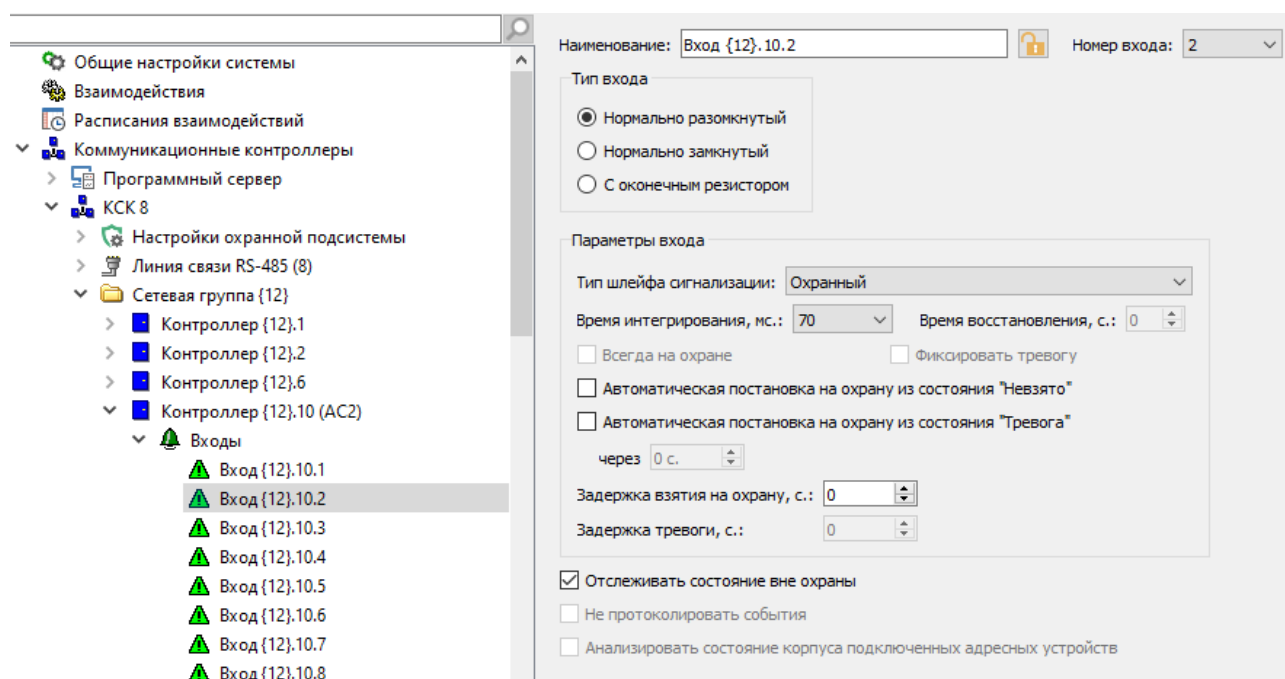 Общие настройки системы
Взаимодействия
Расписания взаимодействий
Коммуникационные контроллеры
Программный сервер
КСК 8
Настройки охранной подсистемы
Линия связи RS-485 (8)
Сетевая группа {12}
Контроллер {12}.1
Контроллер {12}.2
Контроллер {12}.6
Контроллер {12}.10 (АС2)
Входы
Вход {12}.10.1
Вход {12}.10.2
Вход {12}.10.3
Вход {12}.10.4
Вход {12}.10.5
Вход {12}.10.6
Вход {12}.10.7
Вход {12}.10.8
Наименование: Вход {12}.10.2 Номер входа: 2
Тип входа
Нормально разомкнутый
Нормально замкнутый
С оконечным резистором
Параметры входа
Тип шлейфа сигнализации: Охранный
Время интегрирования, мс.: 70 Время восстановления, с.: 0
Всегда на охране Фиксировать тревогу
Автоматическая постановка на охрану из состояния "Невзято"
Автоматическая постановка на охрану из состояния "Тревога"
через 0 с.
Задержка взятия на охрану, с.: 0
Задержка тревоги, с.: 0
Отслеживать состояние вне охраны
Не протоколировать события
Анализировать состояние корпуса подключенных адресных устройств